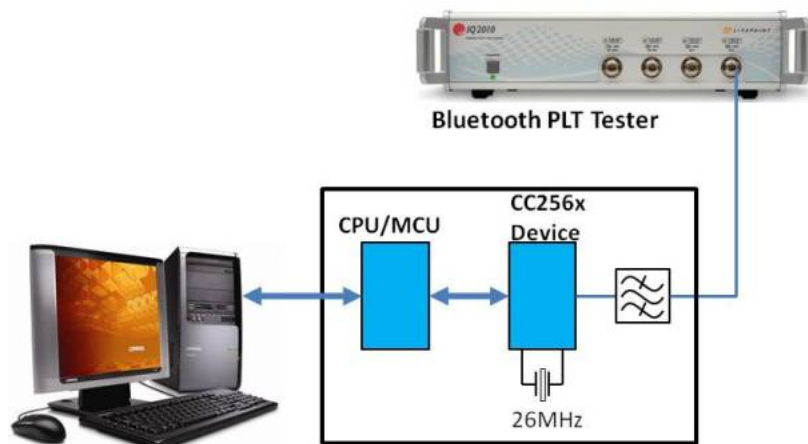 IQ2010
LITEPOINT
Bluetooth PLT Tester
CPU/MCU
CC256x
Device
26MHz